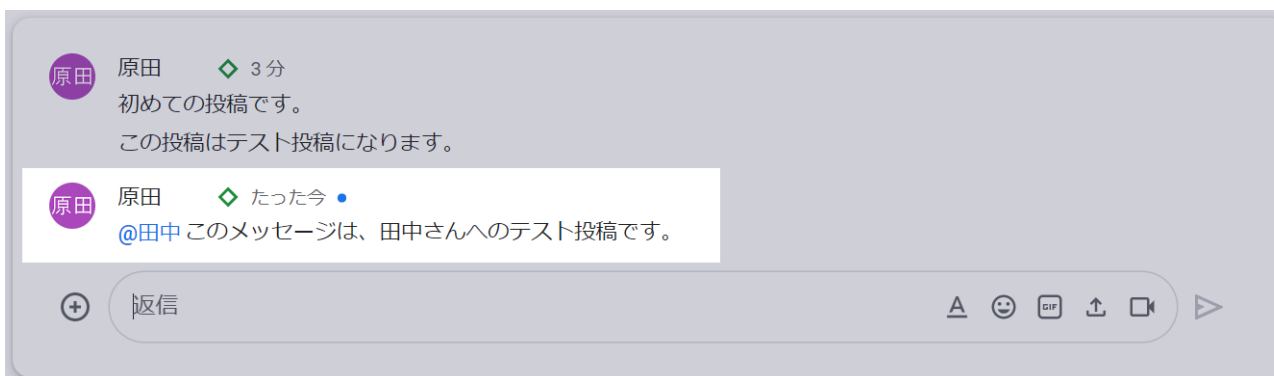 原田
原田 3 分
初めての投稿です。
この投稿はテスト投稿になります。
原田
原田 たった今
@田中 このメッセージは、田中さんへのテスト投稿です。
返信
A GIF